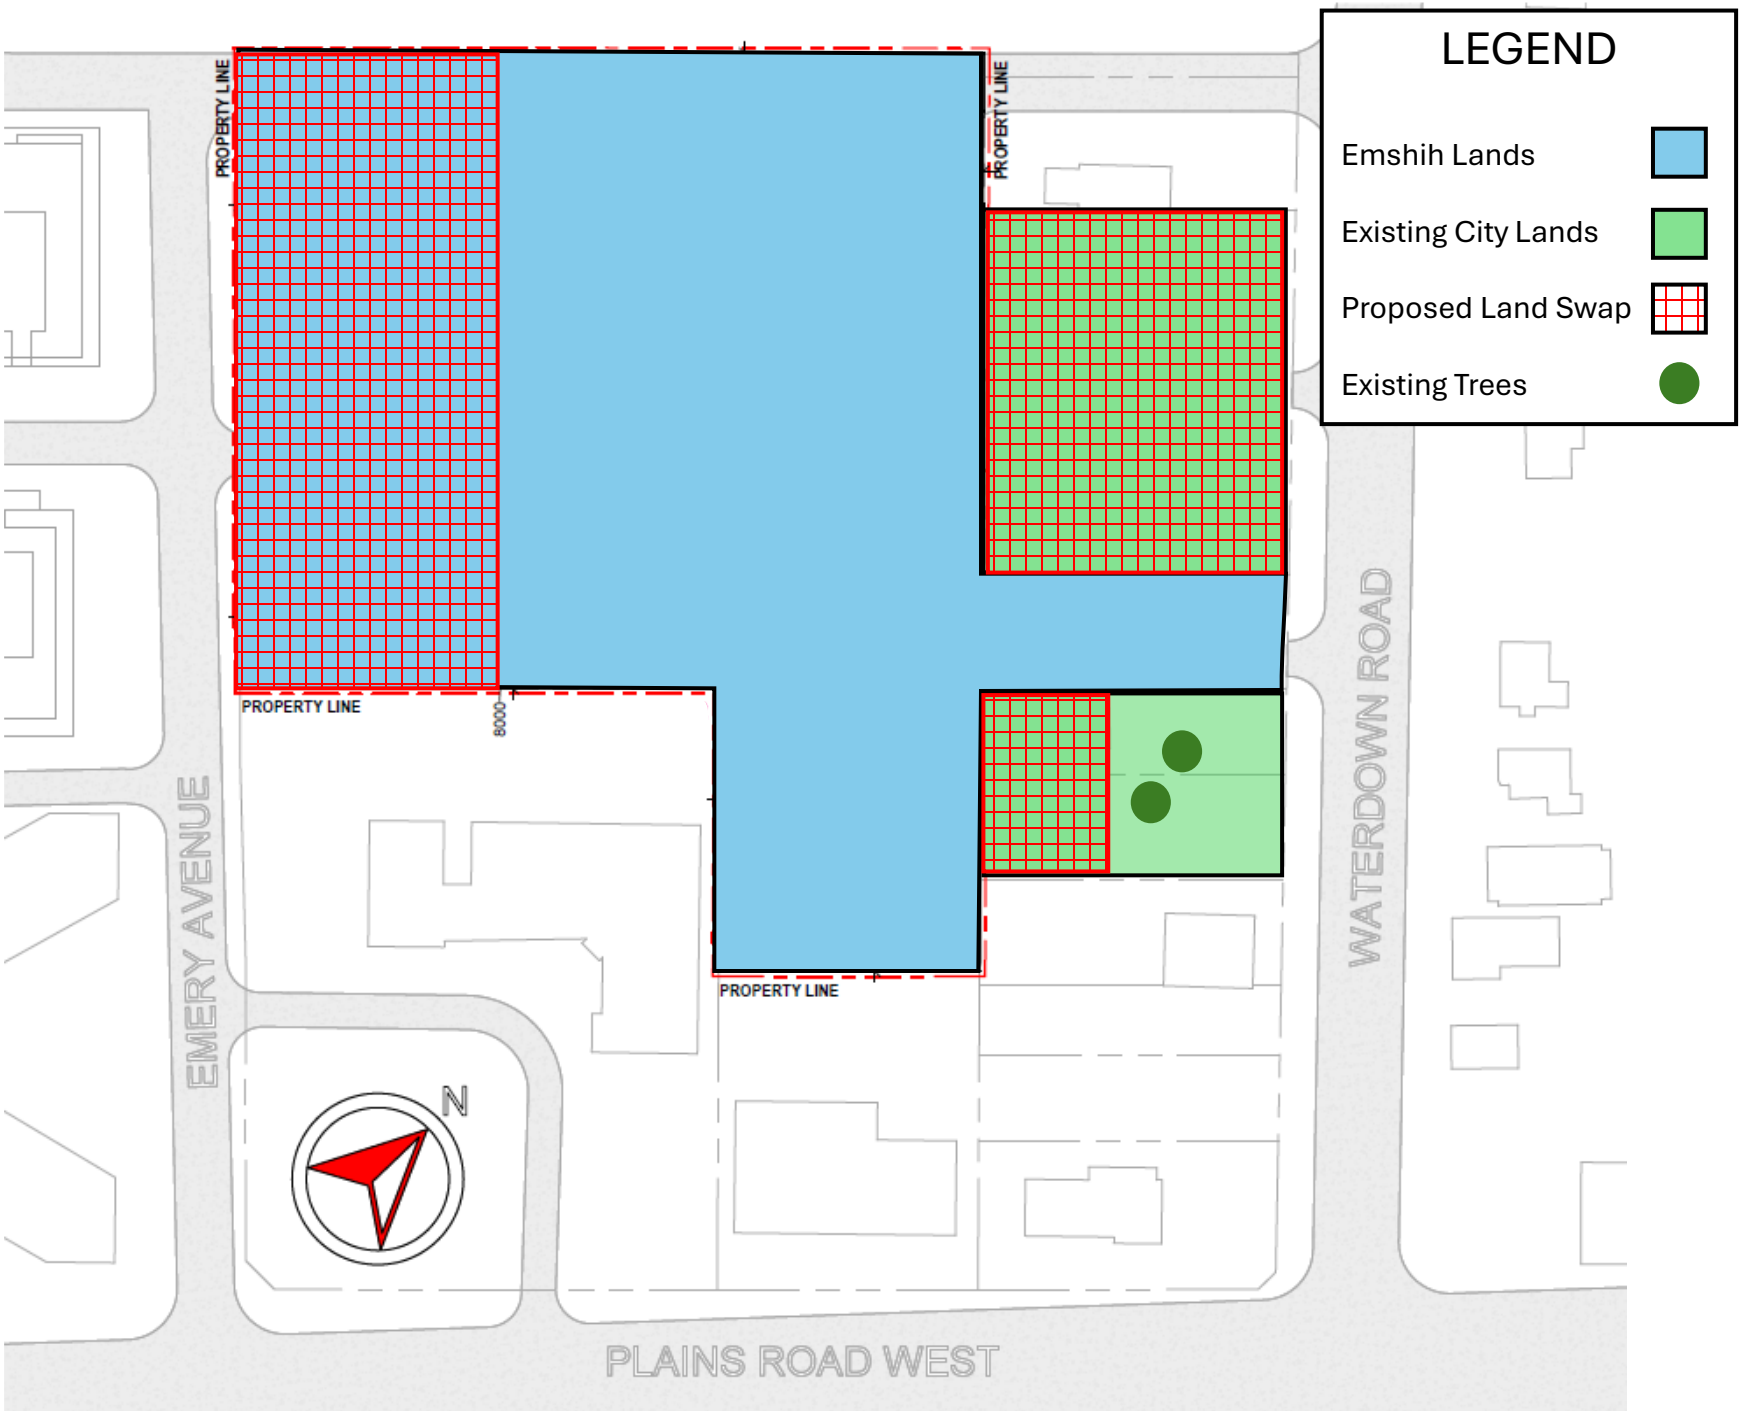 LEGEND
Emshih Lands
Existing City Lands
Proposed Land Swap
Existing Trees
PROPERTY LINE
PROPERTY LINE
PROPERTY LINE
8000
PROPERTY LINE
EMERY AVENUE
WATERDOWN ROAD
N
PLAINS ROAD WEST